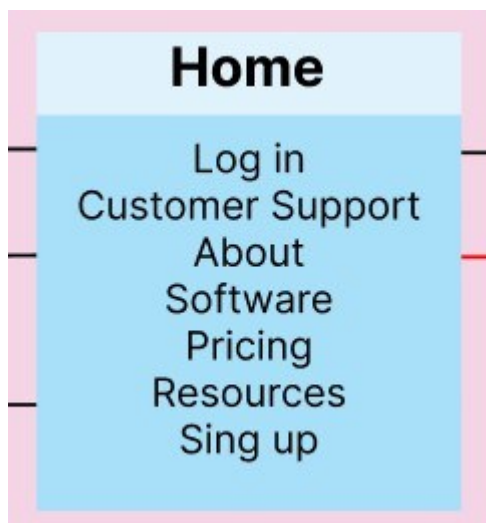 Home
Log in
Customer Support
About
Software
Pricing
Resources
Sing up